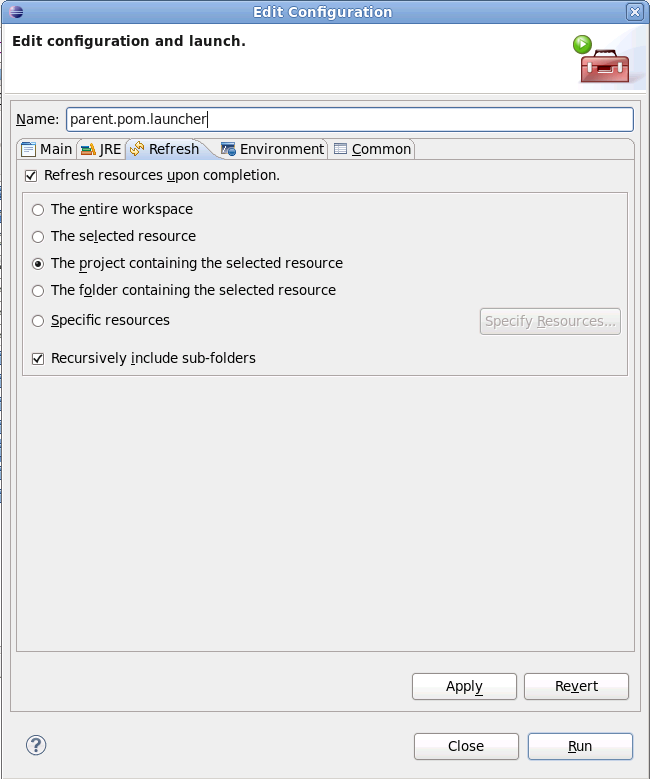 Edit Configuration
Edit configuration and launch.
Name: parent.pom.launcher
Main JRE Refresh Environment Common
Refresh resources upon completion.
The entire workspace
The selected resource
The project containing the selected resource
The folder containing the selected resource
Specific resources Specify Resources...
Recursively include sub-folders
Apply Revert
? Close Run